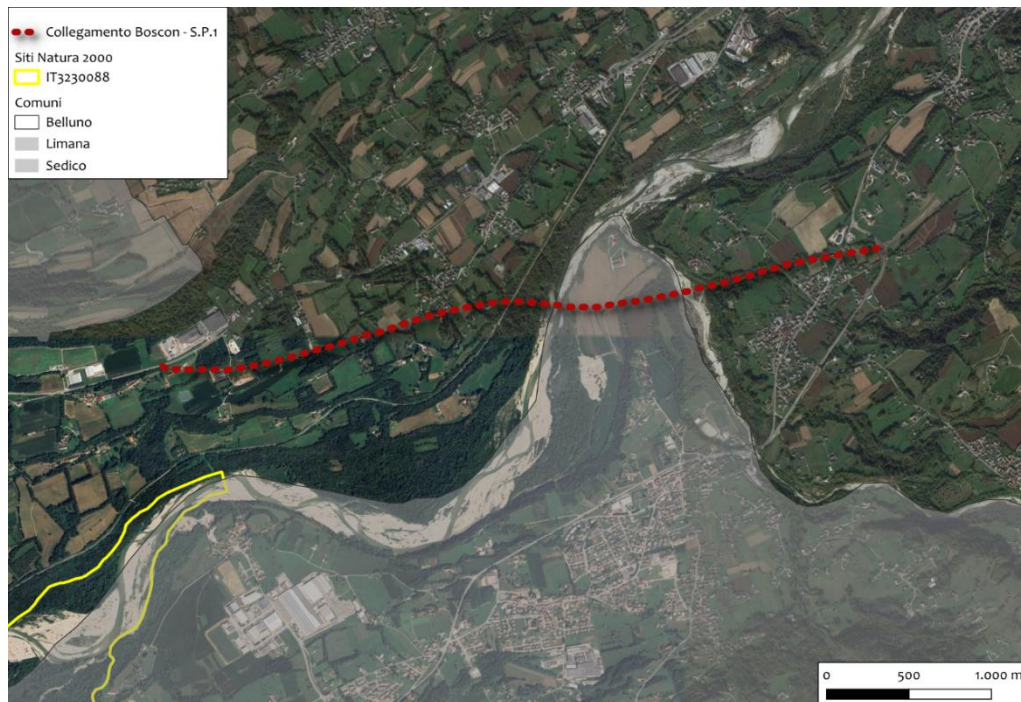 Collegamento Boscon - S.P.1
Siti Natura 2000
IT3230088
Comuni
Belluno
Limana
Sedico
0 500 1.000 m